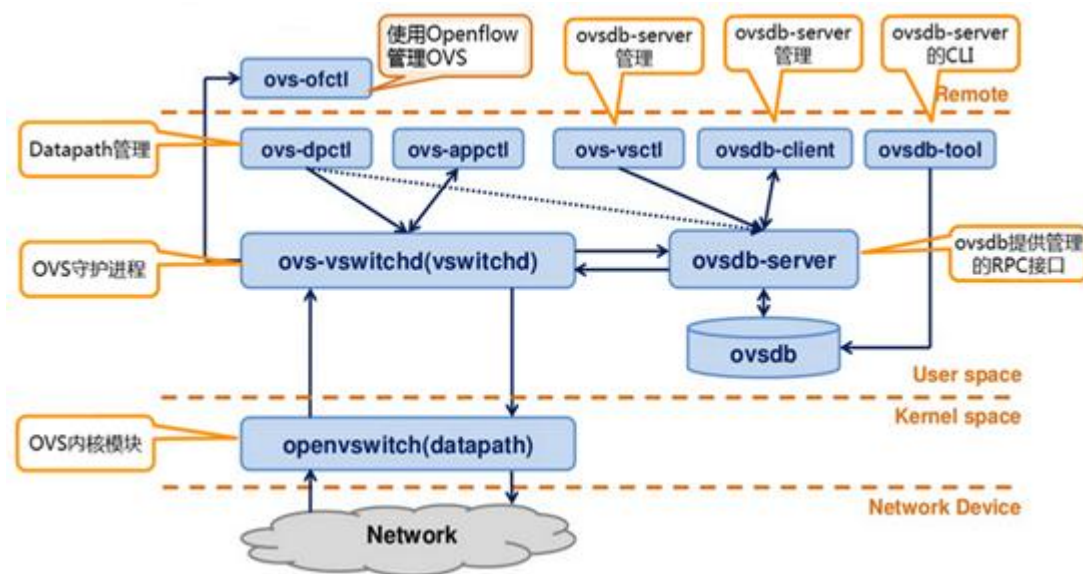 使用Openflow
管理OVS
ovsdb-server
管理
ovsdb-server
管理
ovsdb-server
的CLI
ovs-ofctl
Remote
Datapath管理
ovs-dpctl
ovs-appctl
ovs-vsctl
ovsdb-client
ovsdb-tool
OVS守护进程
ovs-vswitchd(vswitchd)
ovsdb-server
ovsdb提供管理
的RPC接口
ovsdb
User space
Kernel space
OVS内核模块
openvswitch(datapath)
Network Device
Network